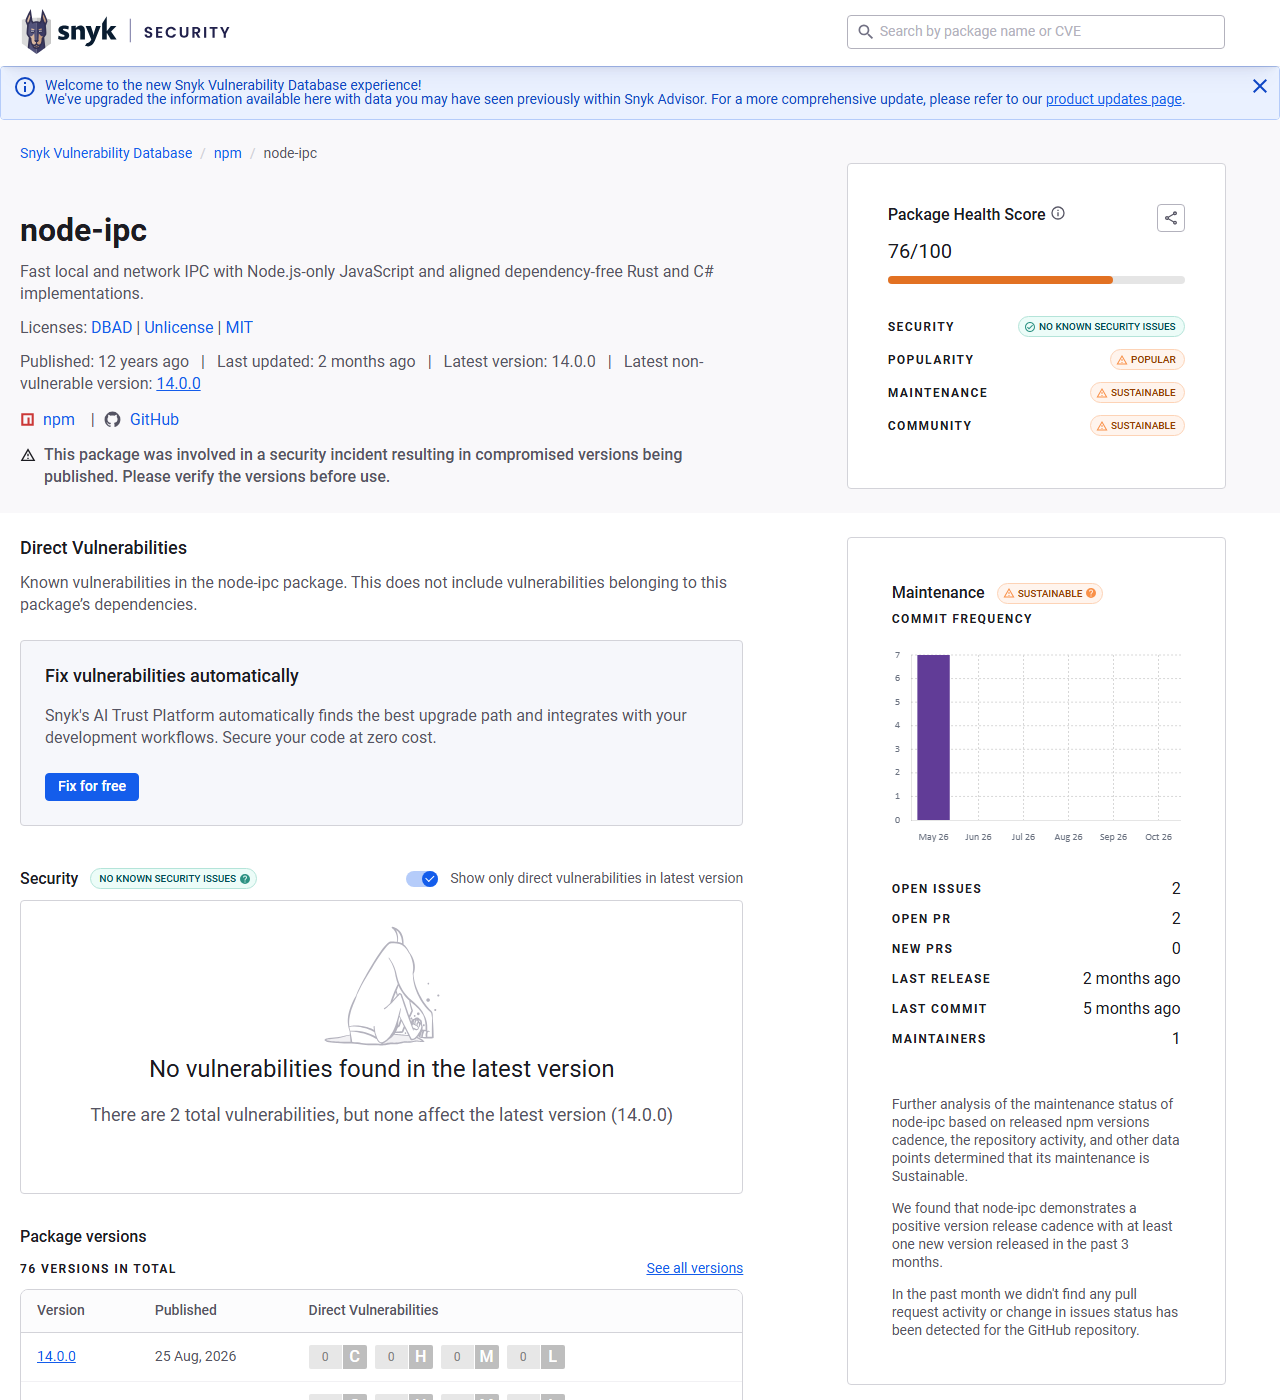 snyk | SECURITY
Search by package name or CVE
Welcome to the new Snyk Vulnerability Database experience!
We've upgraded the information available here with data you may have seen previously within Snyk Advisor. For a more comprehensive update, please refer to our product updates page.
Snyk Vulnerability Database / npm / node-ipc
node-ipc
Fast local and network IPC with Node.js-only JavaScript and aligned dependency-free Rust and C#
implementations.
Licenses: DBAD | Unlicense | MIT
Published: 12 years ago | Last updated: 2 months ago | Latest version: 14.0.0 | Latest non-
vulnerable version: 14.0.0
npm | GitHub
This package was involved in a security incident resulting in compromised versions being
published. Please verify the versions before use.
Package Health Score
76/100
SECURITY NO KNOWN SECURITY ISSUES
POPULARITY POPULAR
MAINTENANCE SUSTAINABLE
COMMUNITY SUSTAINABLE
Direct Vulnerabilities
Known vulnerabilities in the node-ipc package. This does not include vulnerabilities belonging to this
package's dependencies.
Fix vulnerabilities automatically
Snyk's AI Trust Platform automatically finds the best upgrade path and integrates with your
development workflows. Secure your code at zero cost.
Fix for free
Security NO KNOWN SECURITY ISSUES Show only direct vulnerabilities in latest version
No vulnerabilities found in the latest version
There are 2 total vulnerabilities, but none affect the latest version (14.0.0)
Package versions
76 VERSIONS IN TOTAL See all versions
Version Published Direct Vulnerabilities
14.0.0 25 Aug, 2026 0 C 0 H 0 M 0 L
Maintenance SUSTAINABLE
COMMIT FREQUENCY
7
6
5
4
3
2
1
0
May 26 Jun 26 Jul 26 Aug 26 Sep 26 Oct 26
OPEN ISSUES 2
OPEN PR 2
NEW PRS 0
LAST RELEASE 2 months ago
LAST COMMIT 5 months ago
MAINTAINERS 1
Further analysis of the maintenance status of
node-ipc based on released npm versions
cadence, the repository activity, and other data
points determined that its maintenance is
Sustainable.
We found that node-ipc demonstrates a
positive version release cadence with at least
one new version released in the past 3
months.
In the past month we didn't find any pull
request activity or change in issues status has
been detected for the GitHub repository.